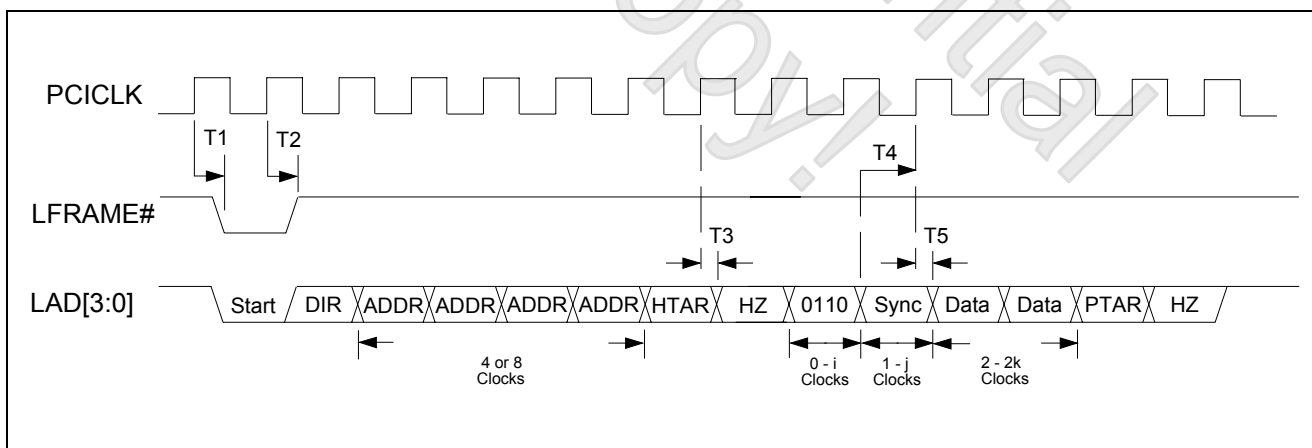 PCICLK
T1
T2
T4
LFRAME#
T3
T5
LAD[3:0]
Start
DIR
ADDR
ADDR
ADDR
ADDR
HTAR
HZ
0110
Sync
Data
Data
PTAR
HZ
4 or 8
Clocks
0 - i
Clocks
1 - j
Clocks
2 - 2k
Clocks